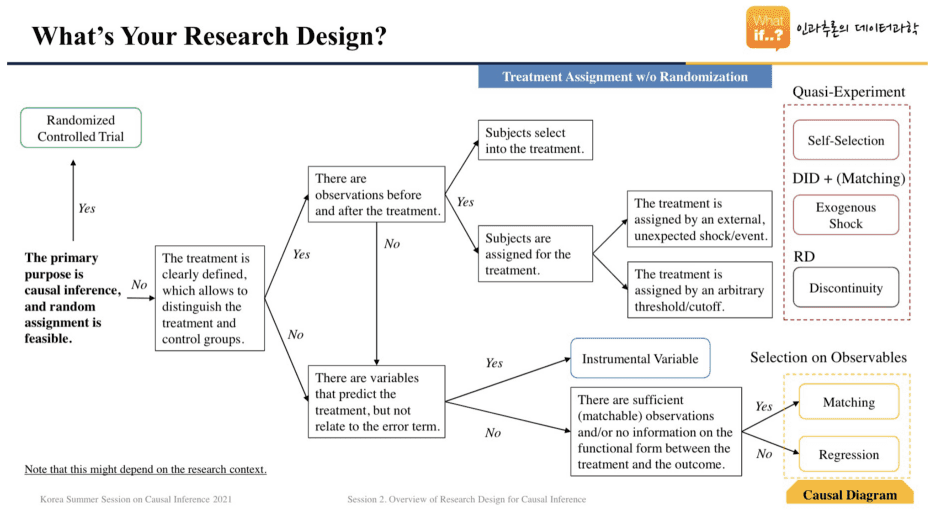 What's Your Research Design?
What
if..?
인과추론의 데이터과학
Treatment Assignment w/o Randomization
Quasi-Experiment
Randomized
Controlled Trial
Yes
The primary
purpose is
causal inference,
and random
assignment is
feasible.
No
The treatment is
clearly defined,
which allows to
distinguish the
treatment and
control groups.
Yes
No
There are
observations before
and after the treatment.
Yes
No
Subjects select
into the treatment.
Subjects are
assigned for the
treatment.
The treatment is
assigned by an external,
unexpected shock/event.
The treatment is
assigned by an arbitrary
threshold/cutoff.
Self-Selection
DID + (Matching)
Exogenous
Shock
RD
Discontinuity
There are variables
that predict the
treatment, but not
relate to the error term.
Yes
No
Instrumental Variable
There are sufficient
(matchable) observations
and/or no information on the
functional form between the
treatment and the outcome.
Yes
No
Selection on Observables
Matching
Regression
Causal Diagram
Note that this might depend on the research context.
Korea Summer Session on Causal Inference 2021
Session 2. Overview of Research Design for Causal Inference